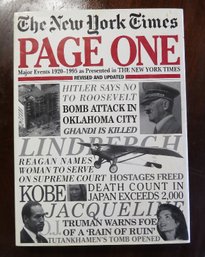 The New York Times
PAGE ONE
Major Events 1920-1995 as Presented in THE NEW YORK TIMES
REVISED AND UPDATED
HITLER SAYS NO
TO ROOSEVELT
BOMB ATTACK IN
OKLAHOMA CITY
GHANDI IS KILLED
LINDBERGH
REAGAN NAMES
WOMAN TO SERVE
ON SUPREME COURT
HOSTAGES FREED
KOBE
DEATH COUNT IN
JAPAN EXCEEDS 2,000
JACQUELINE
O.J.
TRUMAN WARNS FOE
OF A 'RAIN OF RUIN'
TUTANKHAMEN'S TOMB OPENED